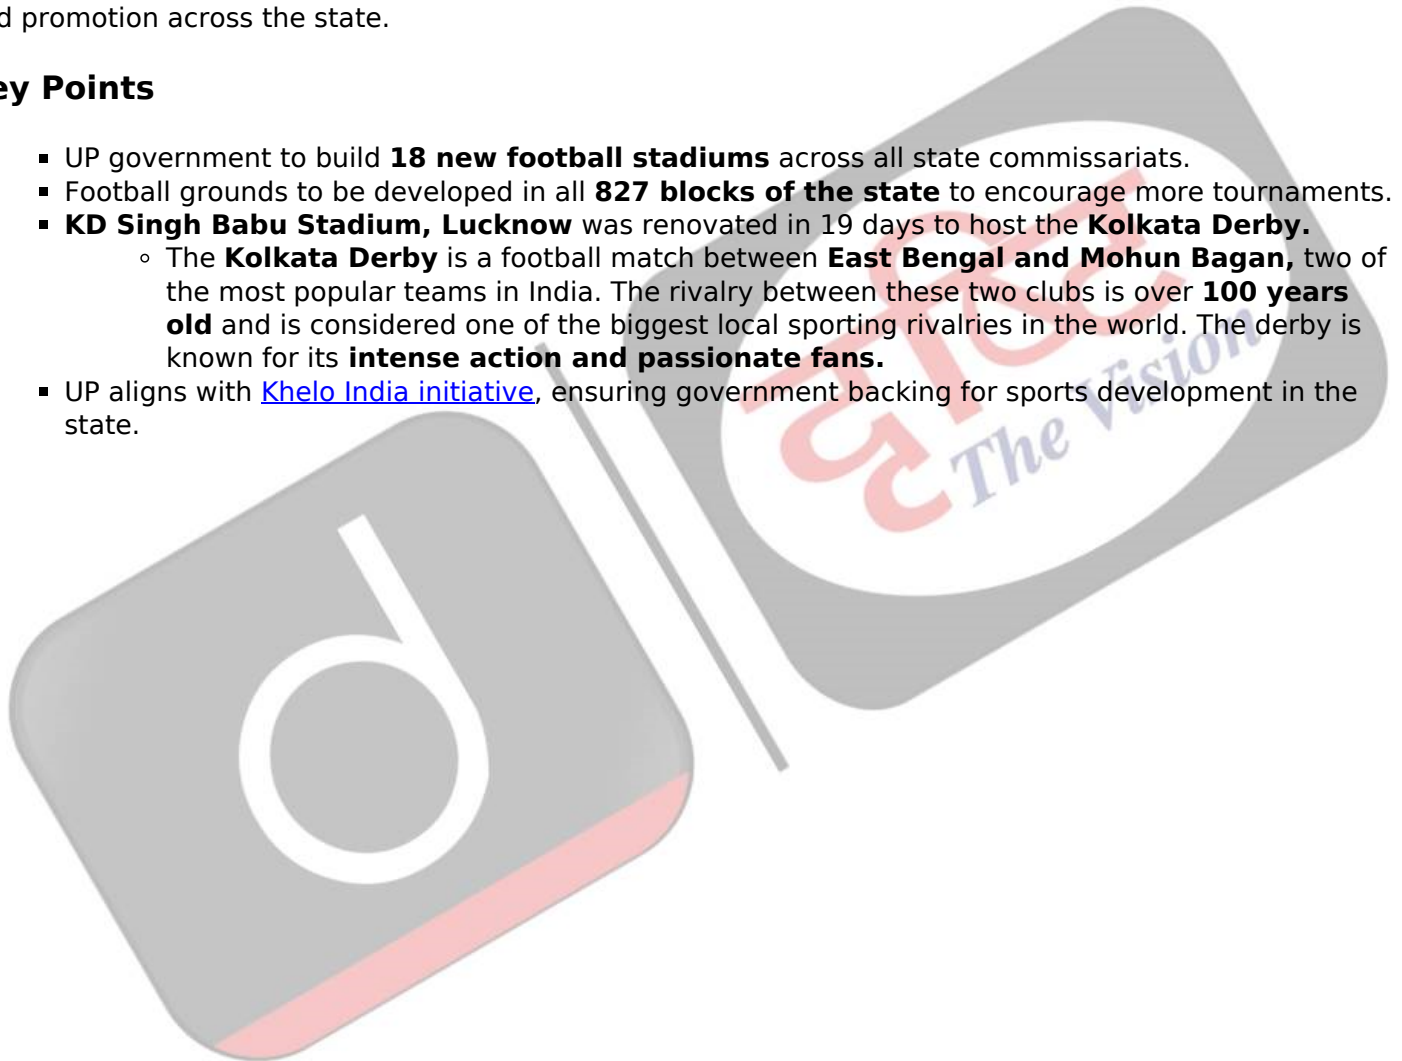 d promotion across the state.
ey Points
▪ UP government to build 18 new football stadiums across all state commissariats.
▪ Football grounds to be developed in all 827 blocks of the state to encourage more tournaments.
▪ KD Singh Babu Stadium, Lucknow was renovated in 19 days to host the Kolkata Derby.
◦ The Kolkata Derby is a football match between East Bengal and Mohun Bagan, two of
the most popular teams in India. The rivalry between these two clubs is over 100 years
old and is considered one of the biggest local sporting rivalries in the world. The derby is
known for its intense action and passionate fans.
▪ UP aligns with Khelo India initiative, ensuring government backing for sports development in the
state.
d
दृष्टि
The Vision